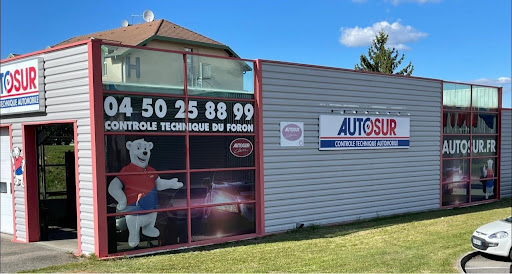 AUTOSUR
CONTROLE TECHNIQUE AUTOMOBILE
04 50 25 88 99
CONTROLE TECHNIQUE DU FORON
AUTOSUR
AUTOSUR
CONTROLE TECHNIQUE AUTOMOBILE
AUTOSUR.FR